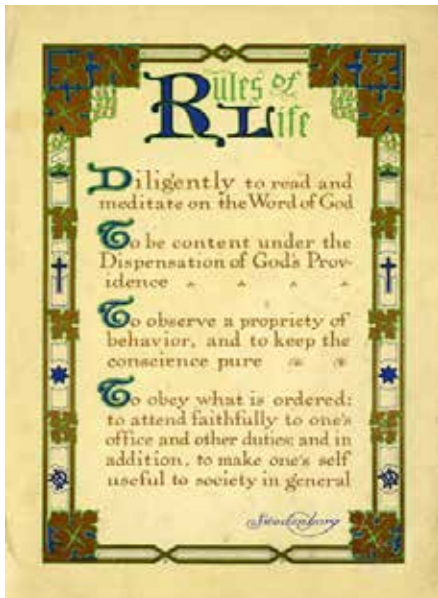 Rules of
Life
Diligently to read and
meditate on the Word of God
To be content under the
Dispensation of God's Prov-
idence
To observe a propriety of
behavior, and to keep the
conscience pure
To obey what is ordered;
to attend faithfully to one's
office and other duties; and in
addition, to make one's self
useful to society in general
Swedenborg